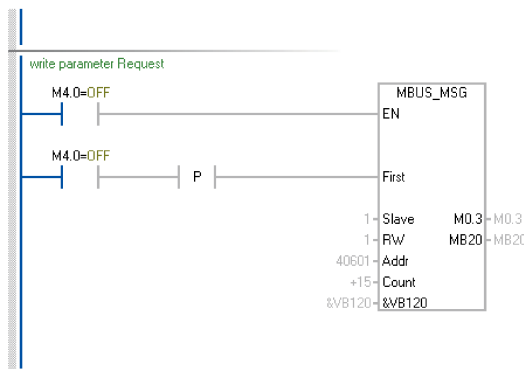 write parameter Request
M4.0=OFF
MBUS_MSG
EN
M4.0=OFF
P
First
1 Slave M0.3 M0.3
1 RW MB20 MB20
40601 Addr
+15 Count
&VB120 &VB120